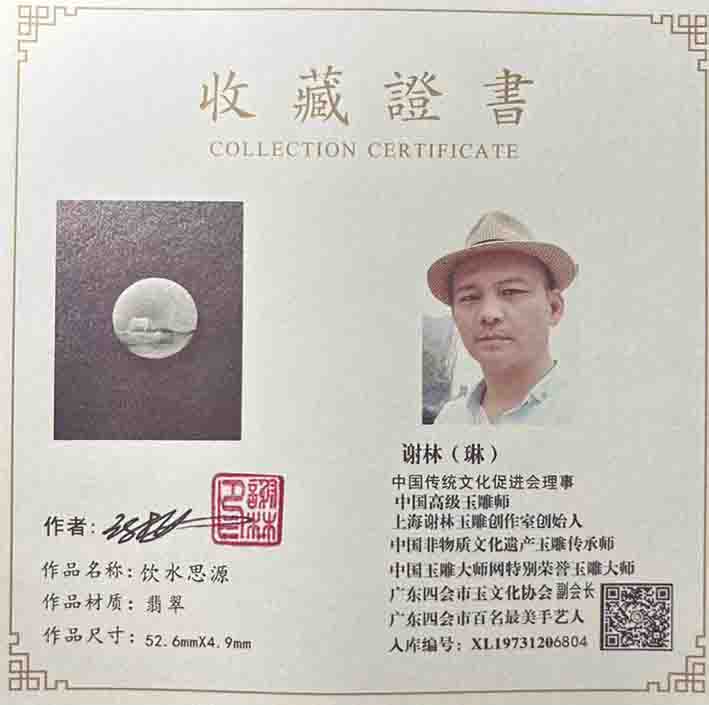 收藏證書
COLLECTION CERTIFICATE
谢林（琳）
中国传统文化促进会理事
中国高级玉雕师
上海谢林玉雕创作室创始人
中国非物质文化遗产玉雕传承师
中国玉雕大师网特别荣誉玉雕大师
广东四会市玉文化协会 副会长
广东四会市百名最美手艺人
入库编号：XL19731206804
作者：
谢林
作品名称：饮水思源
作品材质：翡翠
作品尺寸：52.6mmX4.9mm